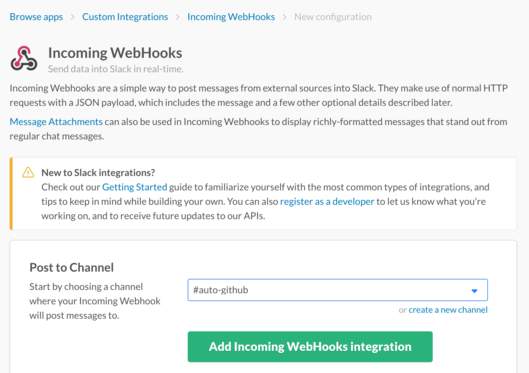 Browse apps > Custom Integrations > Incoming WebHooks > New configuration
Incoming WebHooks
Send data into Slack in real-time.
Incoming Webhooks are a simple way to post messages from external sources into Slack. They make use of normal HTTP
requests with a JSON payload, which includes the message and a few other optional details described later.
Message Attachments can also be used in Incoming Webhooks to display richly-formatted messages that stand out from
regular chat messages.
New to Slack integrations?
Check out our Getting Started guide to familiarize yourself with the most common types of integrations, and
tips to keep in mind while building your own. You can also register as a developer to let us know what you're
working on, and to receive future updates to our APIs.
Post to Channel
Start by choosing a channel
where your Incoming Webhook
will post messages to.
#auto-github
or create a new channel
Add Incoming WebHooks integration